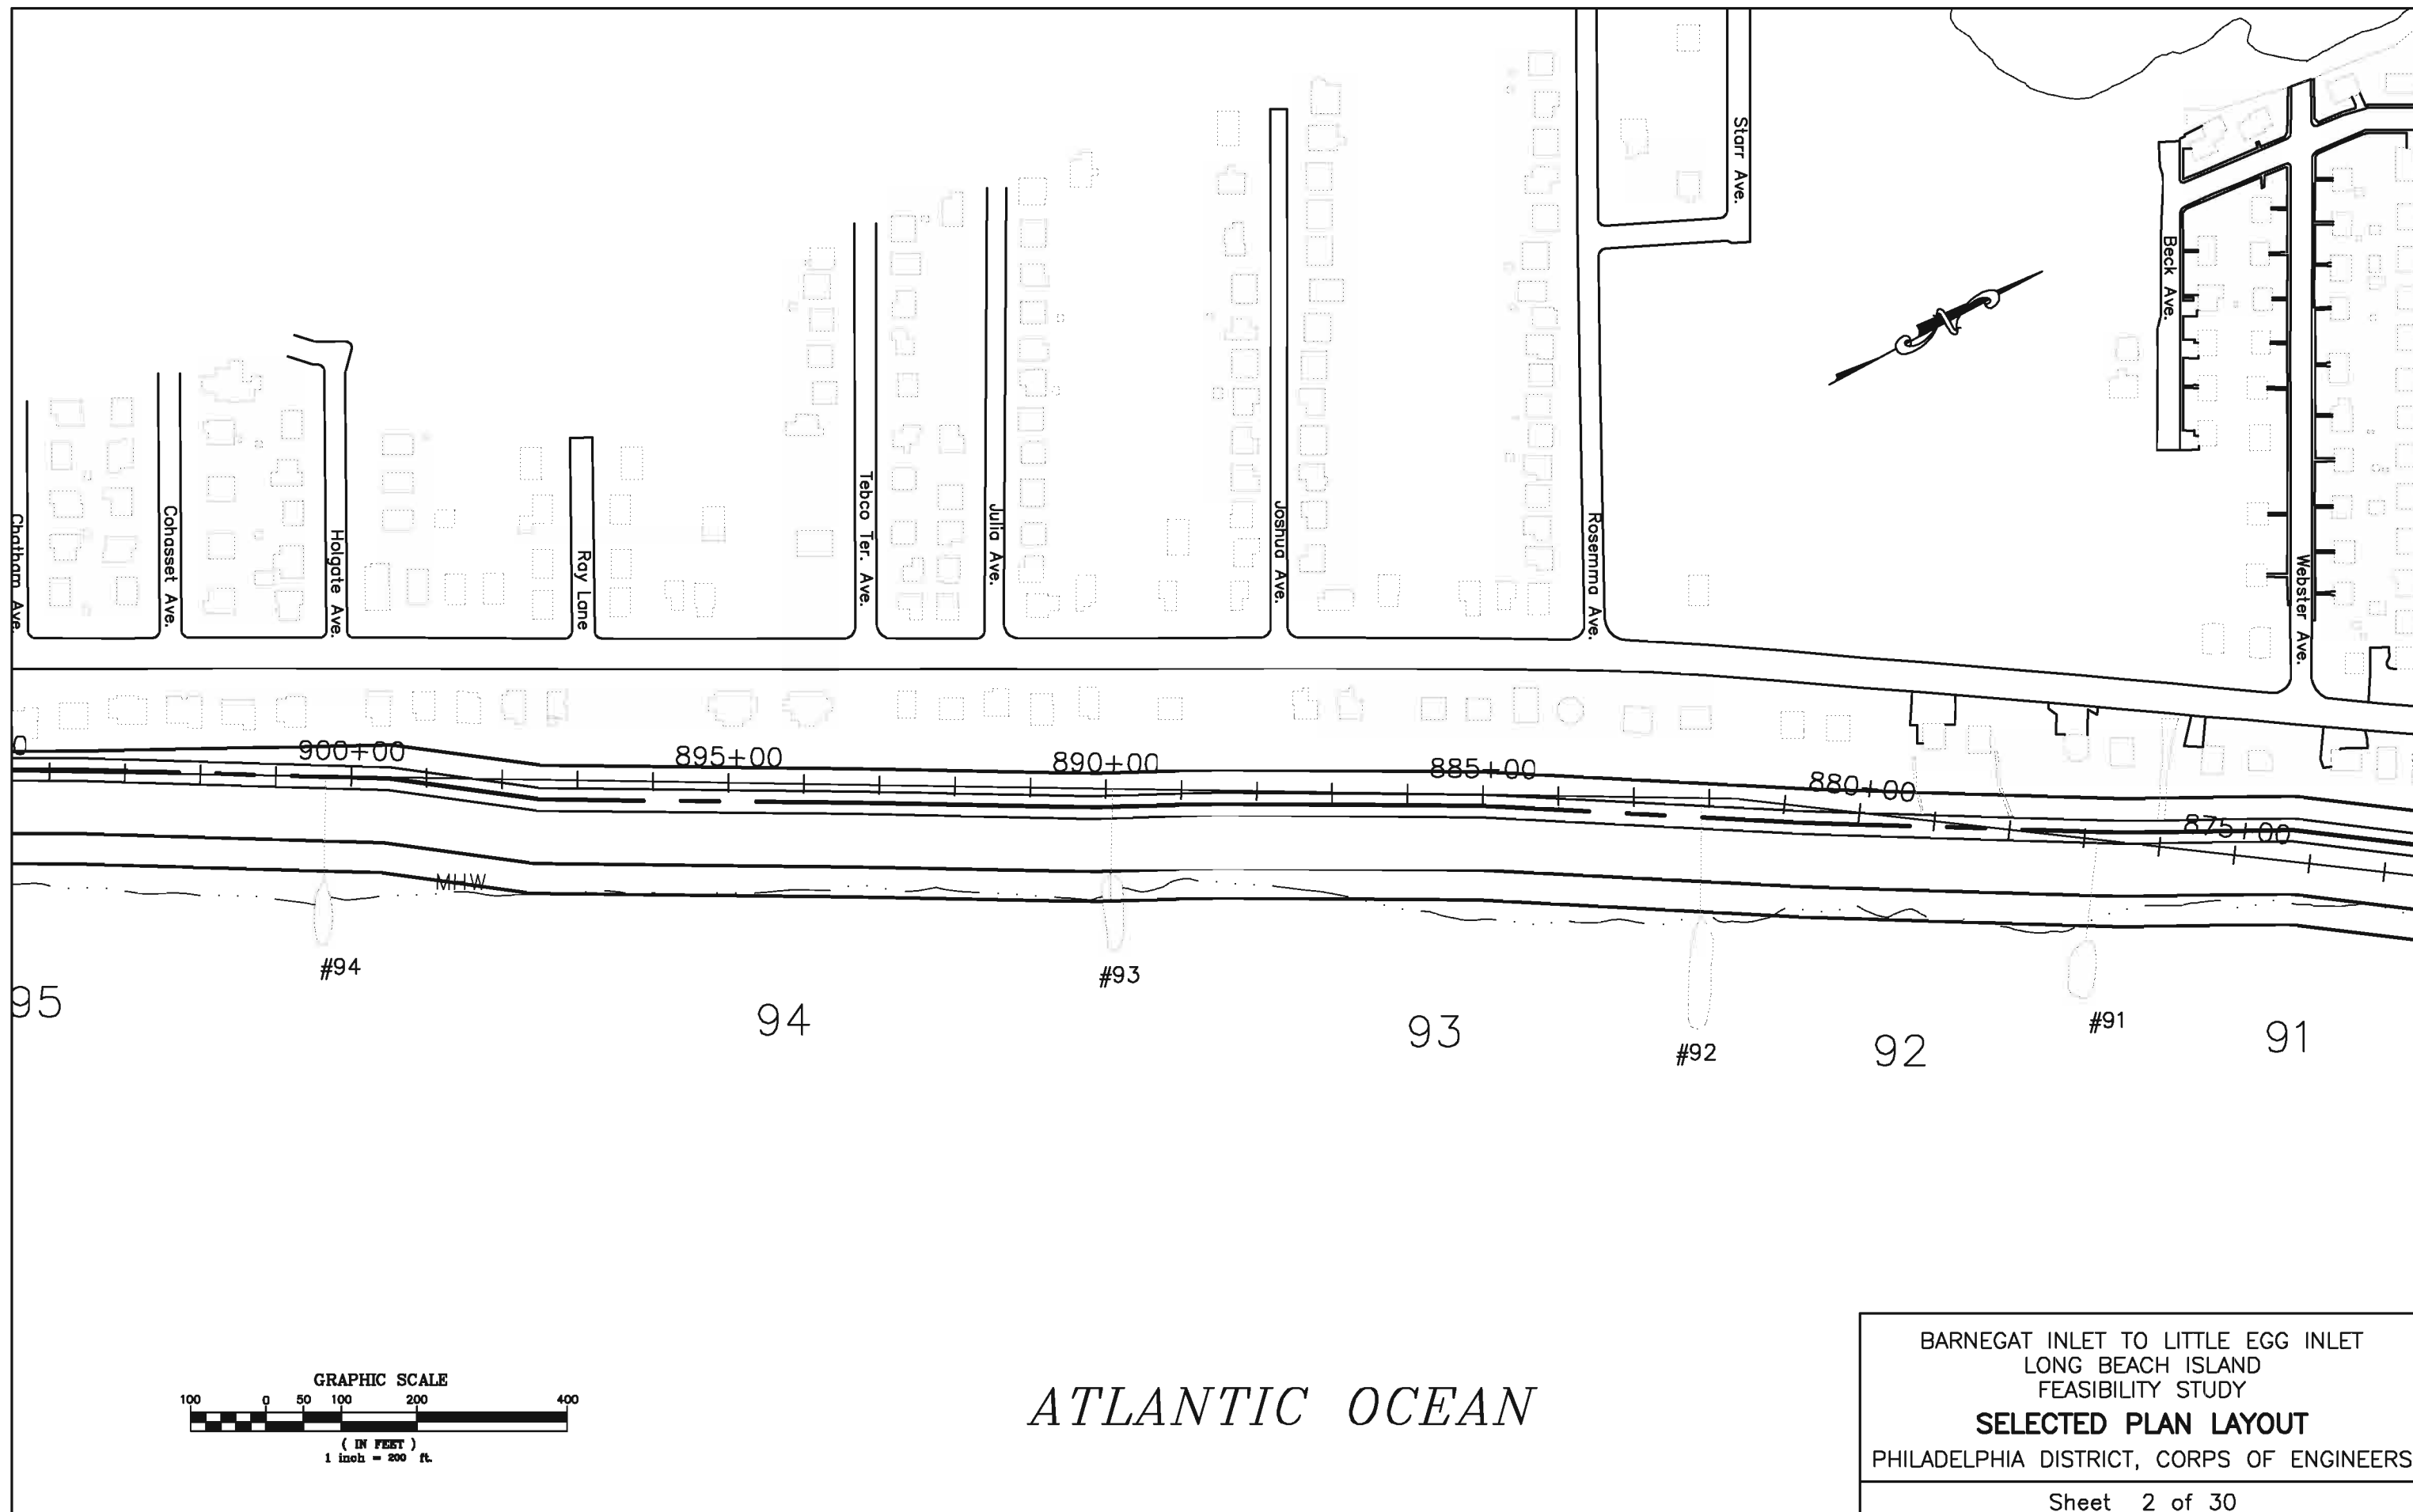 Starr Ave.
Beck Ave.
Chatham Ave.
Cohasset Ave.
Holgate Ave.
Ray Lane
Tebco Ter. Ave.
Julia Ave.
Joshua Ave.
Rosemma Ave.
Webster Ave.
N
0
900+00
895+00
890+00
885+00
880+00
875+00
MHW
#94
#93
#92
#91
95
94
93
92
91
GRAPHIC SCALE
100 0 50 100 200 400
( IN FEET )
1 inch = 200 ft.
ATLANTIC OCEAN
BARNEGAT INLET TO LITTLE EGG INLET
LONG BEACH ISLAND
FEASIBILITY STUDY
SELECTED PLAN LAYOUT
PHILADELPHIA DISTRICT, CORPS OF ENGINEERS
Sheet 2 of 30